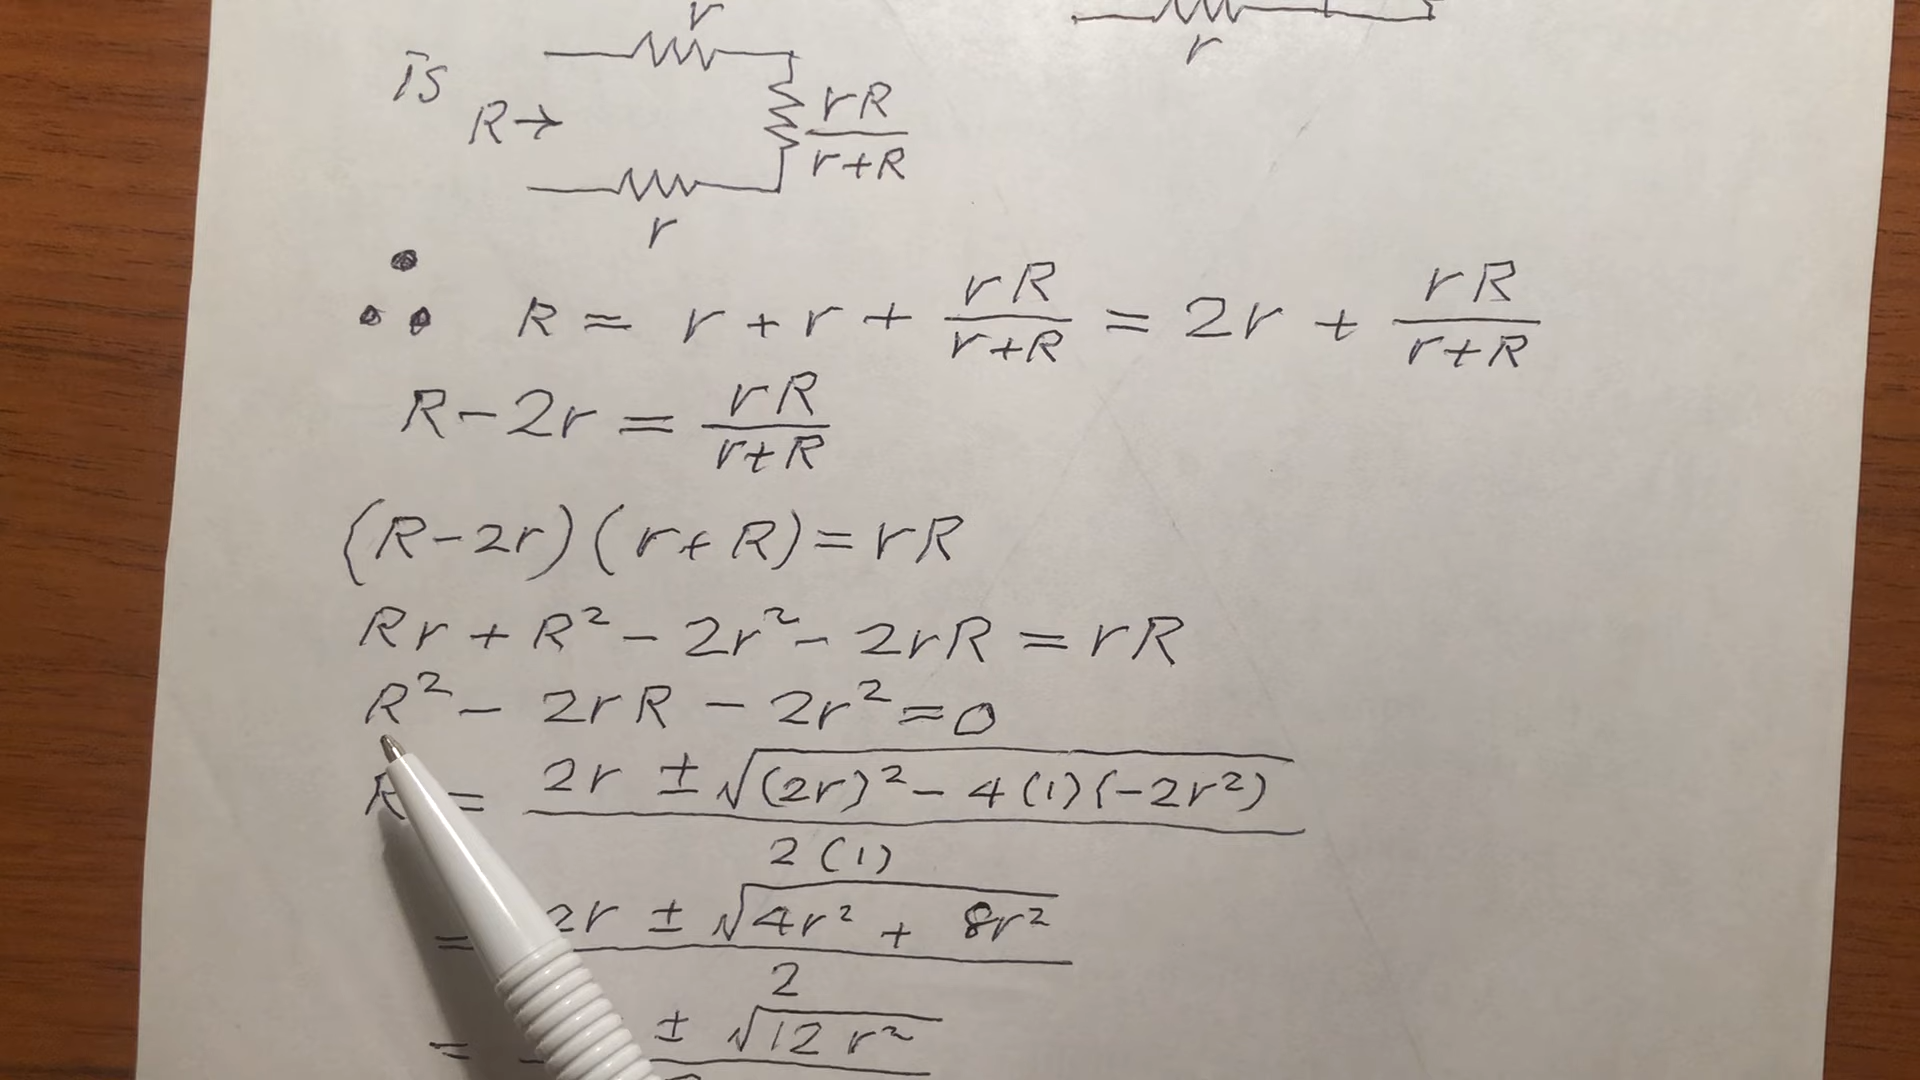 r
r
is
R→
rR/r+R
r
∴ R = r + r + rR/r+R = 2r + rR/r+R
R - 2r = rR/r+R
(R-2r)(r+R) = rR
Rr + R² - 2r² - 2rR = rR
R² - 2rR - 2r² = 0
R = 2r ± √(2r)² - 4(1)(-2r²)/2(1)
= 2r ± √4r² + 8r²/2
= ± √12r²